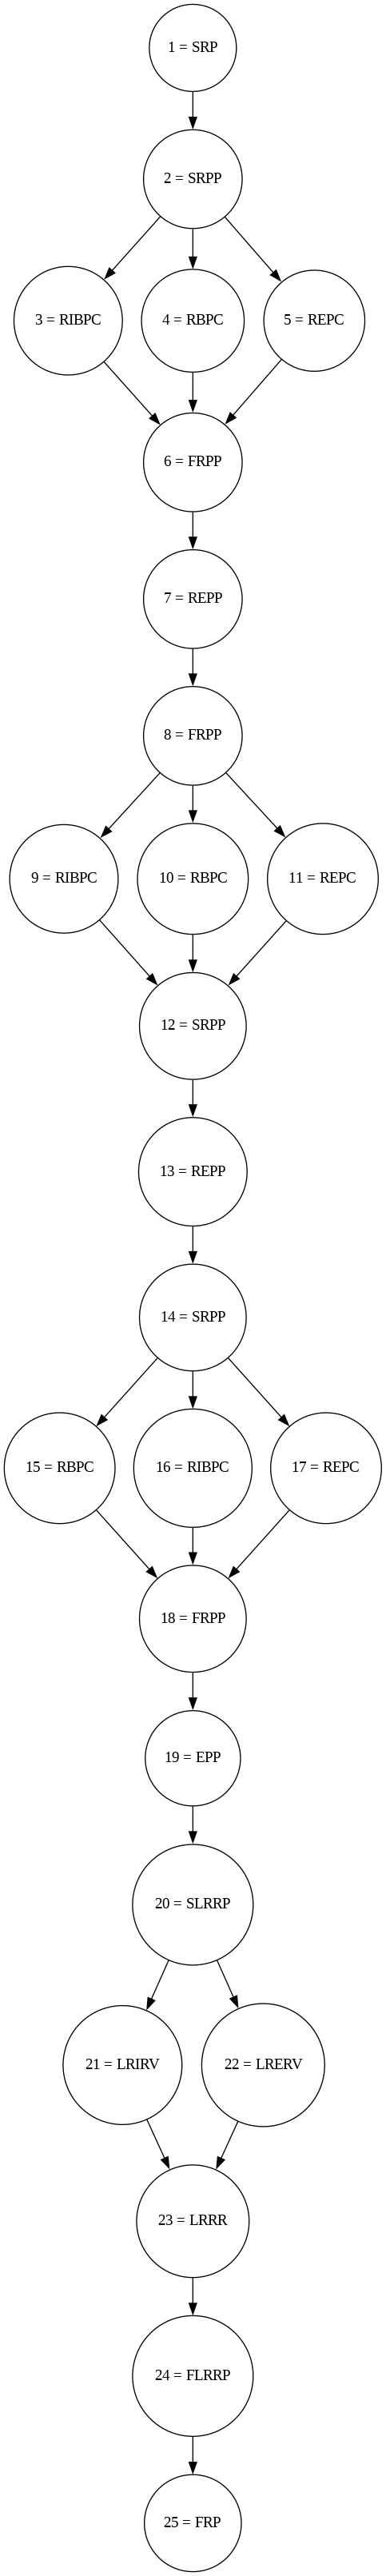 1 = SRP
2 = SRPP
3 = RIBPC
4 = RBPC
5 = REPC
6 = FRPP
7 = REPP
8 = FRPP
9 = RIBPC
10 = RBPC
11 = REPC
12 = SRPP
13 = REPP
14 = SRPP
15 = RBPC
16 = RIBPC
17 = REPC
18 = FRPP
19 = EPP
20 = SLRRP
21 = LRIRV
22 = LRERV
23 = LRRR
24 = FLRRP
25 = FRP